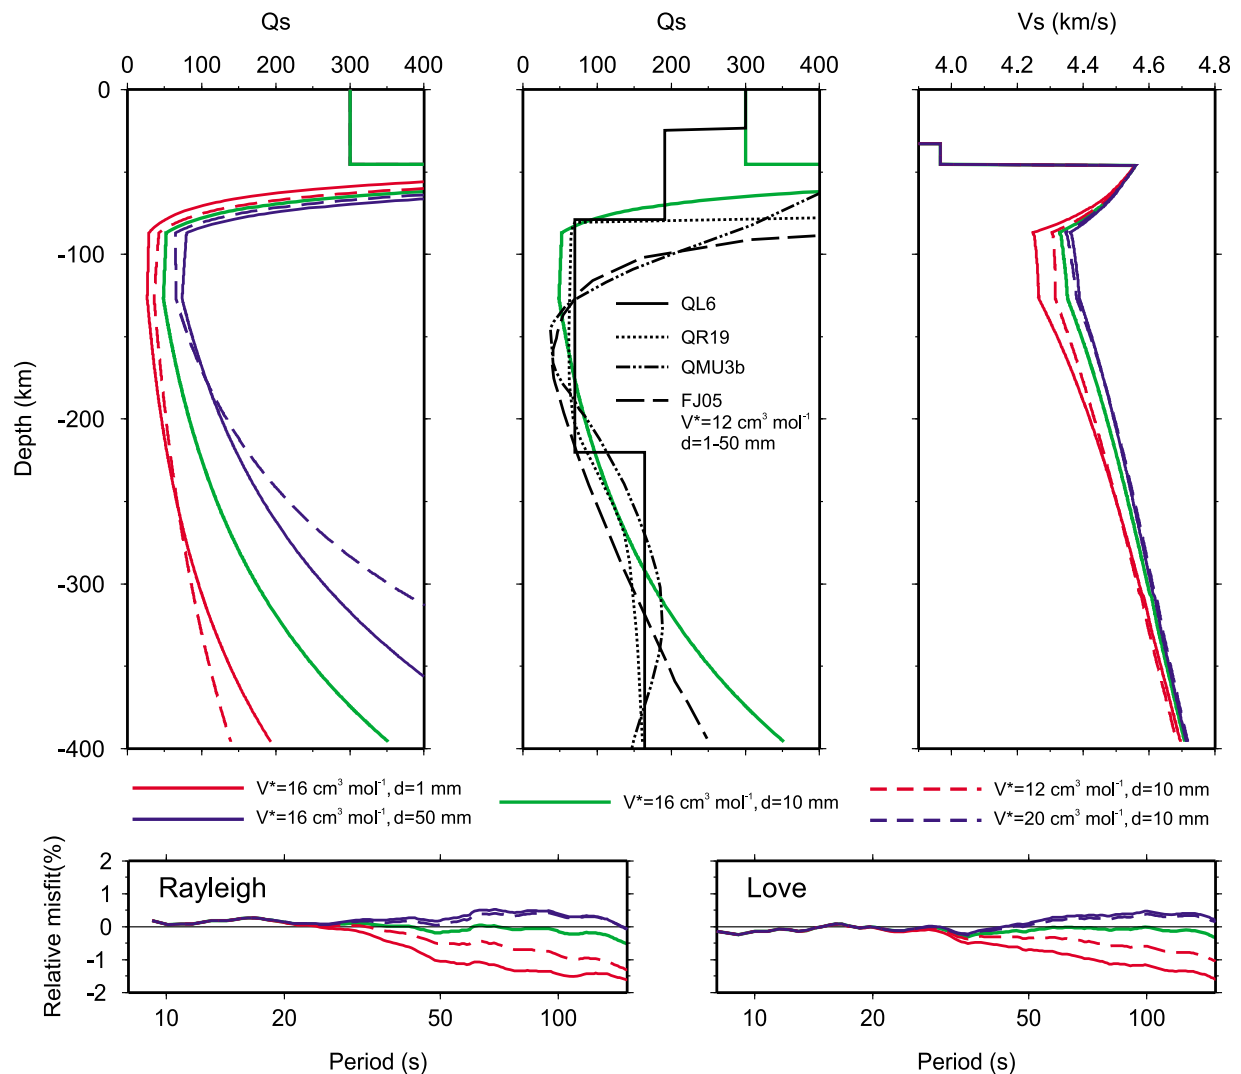 Qs
Qs
Vs (km/s)
0 100 200 300 400
0 100 200 300 400
4.0 4.2 4.4 4.6 4.8
0
-100
-200
-300
-400
Depth (km)
QL6
QR19
QMU3b
FJ05
V*=12 cm³ mol⁻¹
d=1-50 mm
V*=16 cm³ mol⁻¹, d=1 mm
V*=16 cm³ mol⁻¹, d=50 mm
V*=16 cm³ mol⁻¹, d=10 mm
V*=12 cm³ mol⁻¹, d=10 mm
V*=20 cm³ mol⁻¹, d=10 mm
Relative misfit(%)
2
1
0
-1
-2
Rayleigh
Love
10 20 50 100
10 20 50 100
Period (s)
Period (s)